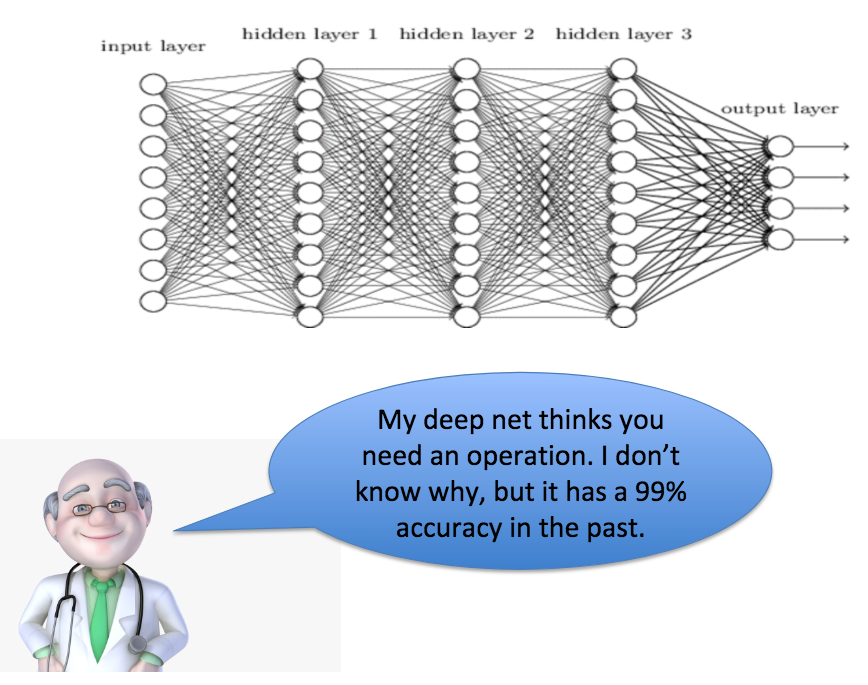 input layer
hidden layer 1
hidden layer 2
hidden layer 3
output layer
My deep net thinks you
need an operation. I don’t
know why, but it has a 99%
accuracy in the past.